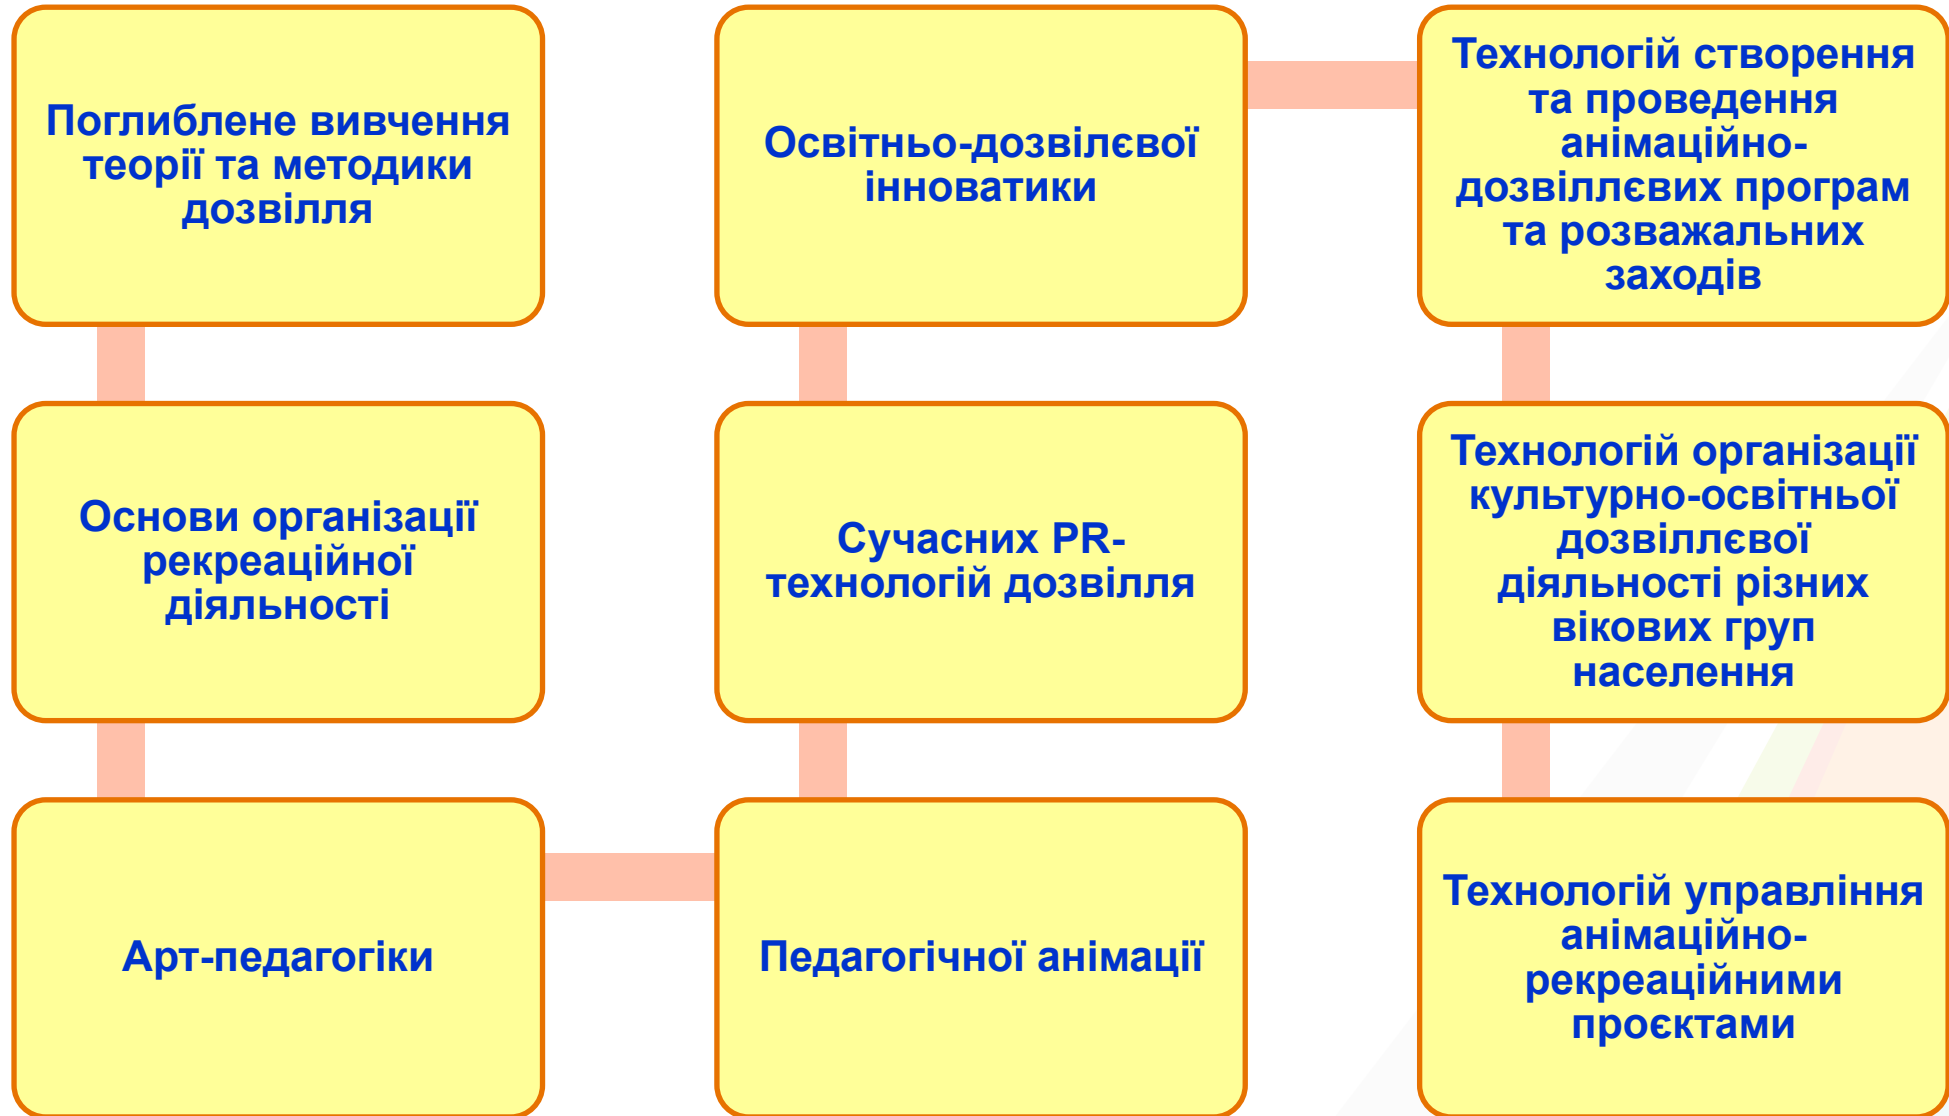 Поглиблене вивчення
теорії та методики
дозвілля
Основи організації
рекреаційної
діяльності
Арт-педагогіки
Педагогічної анімації
Сучасних PR-
технологій дозвілля
Освітньо-дозвілєвої
інноватики
Технологій створення
та проведення
анімаційно-
дозвіллєвих програм
та розважальних
заходів
Технологій організації
культурно-освітньої
дозвіллєвої
діяльності різних
вікових груп
населення
Технологій управління
анімаційно-
рекреаційними
проєктами